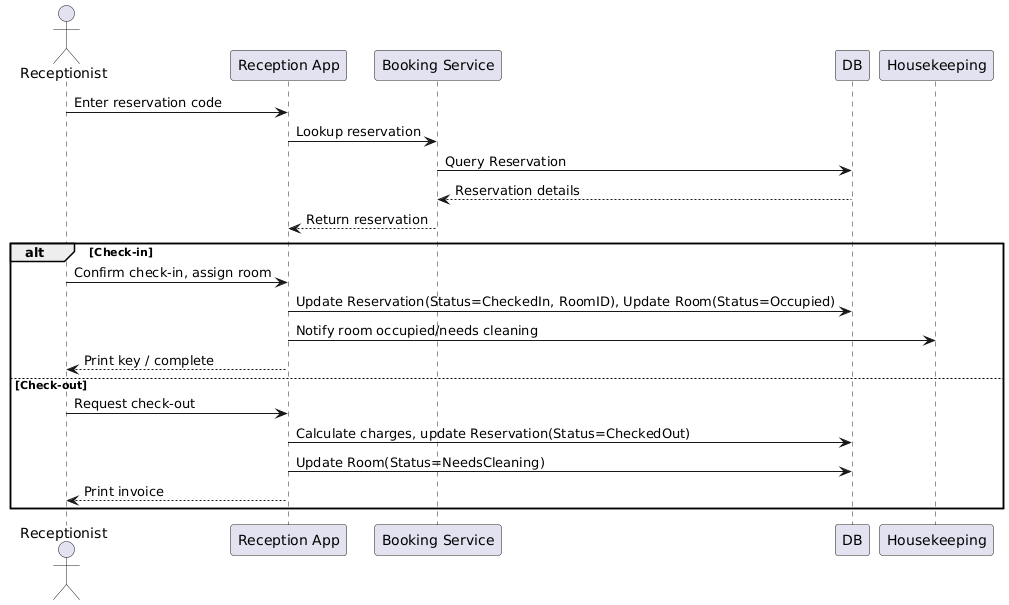 Receptionist
Reception App
Booking Service
DB
Housekeeping
Enter reservation code
Lookup reservation
Query Reservation
Reservation details
Return reservation
alt
[Check-in]
Confirm check-in, assign room
Update Reservation(Status=CheckedIn, RoomID), Update Room(Status=Occupied)
Notify room occupied/needs cleaning
Print key / complete
[Check-out]
Request check-out
Calculate charges, update Reservation(Status=CheckedOut)
Update Room(Status=NeedsCleaning)
Print invoice
Receptionist
Reception App
Booking Service
DB
Housekeeping